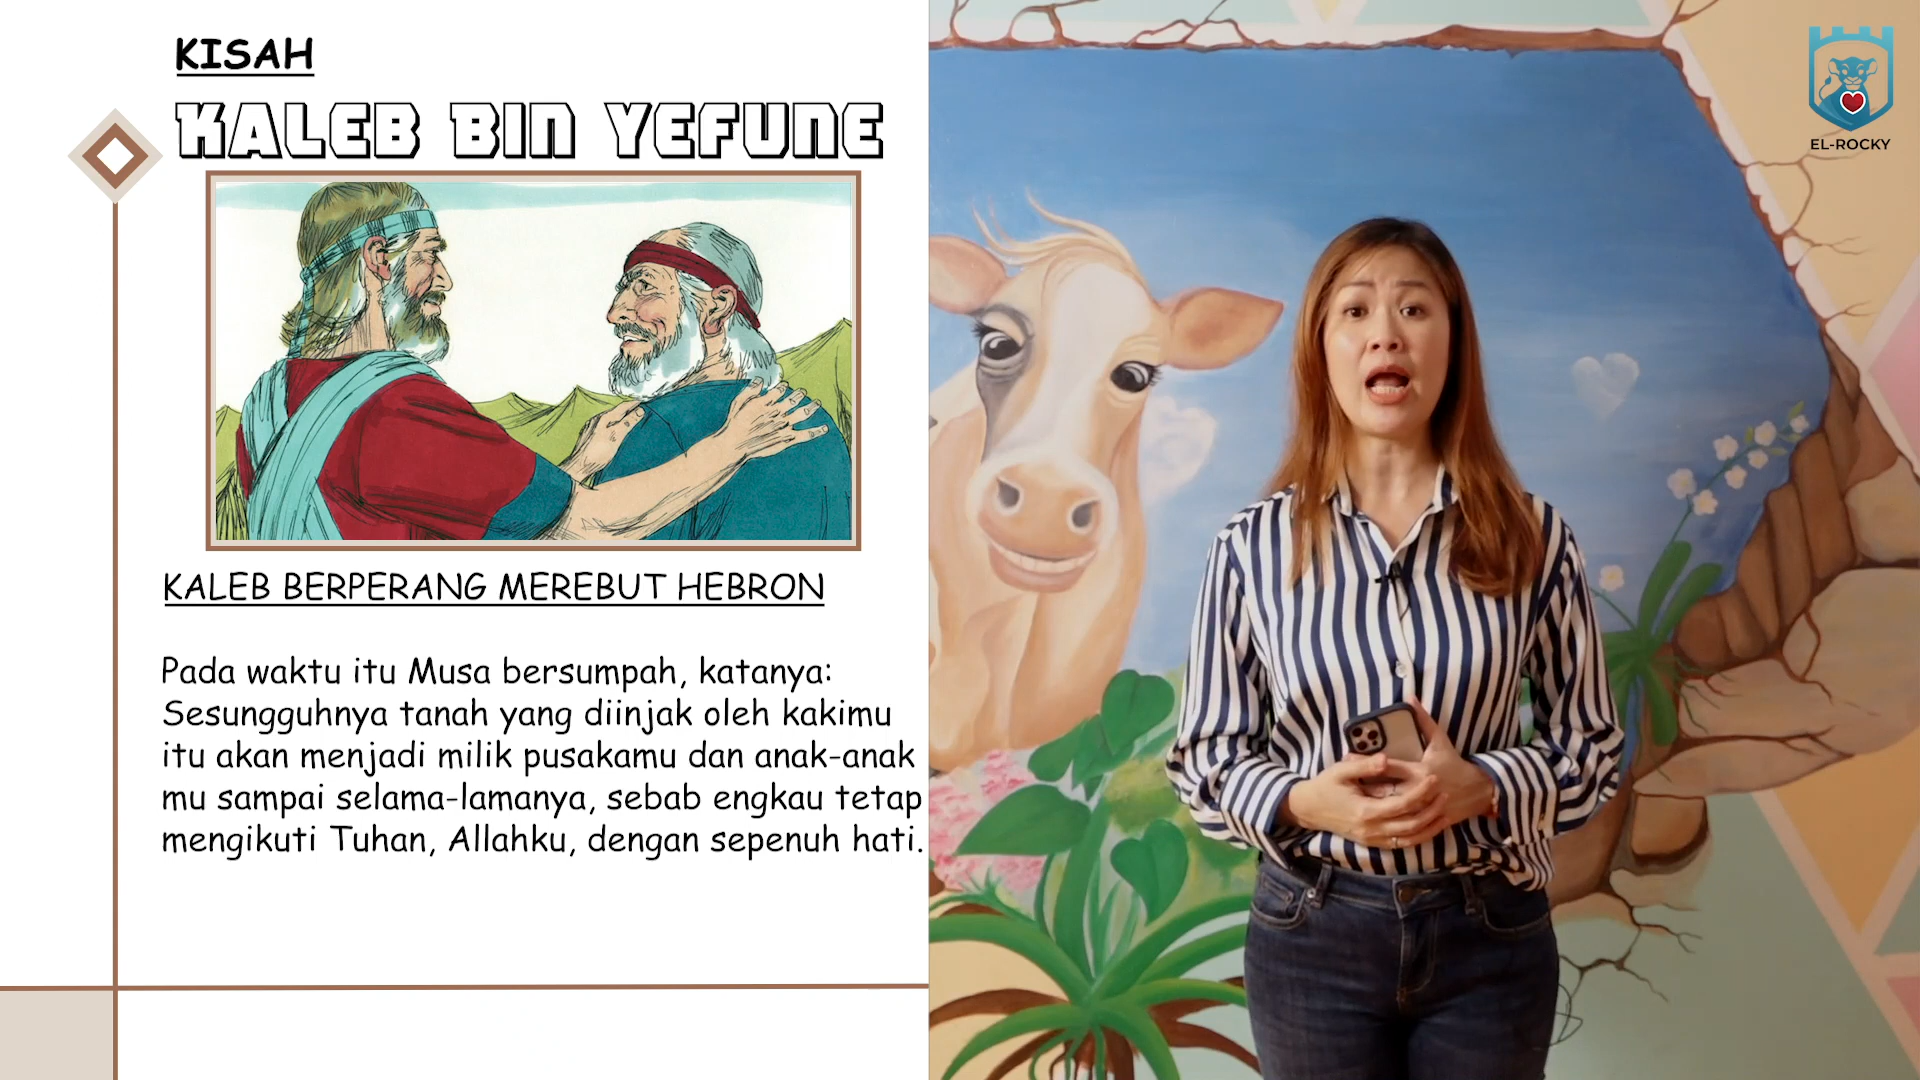 KISAH
KALEB BIN YEFUNE
KALEB BERPERANG MEREBUT HEBRON
Pada waktu itu Musa bersumpah, katanya:
Sesungguhnya tanah yang diinjak oleh kakimu
itu akan menjadi milik pusakamu dan anak-anak
mu sampai selama-lamanya, sebab engkau tetap
mengikuti Tuhan, Allahku, dengan sepenuh hati.
EL-ROCKY